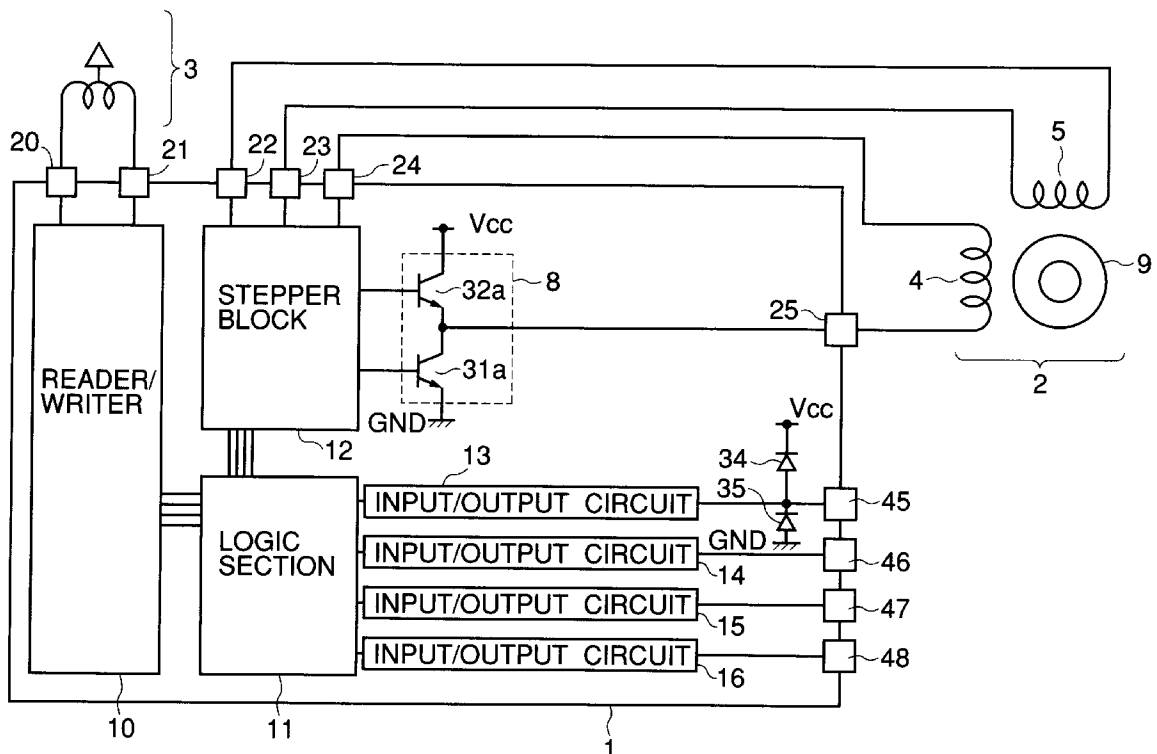 3
20
21
22
23
24
5
Vcc
8
STEPPER
BLOCK
32a
4
9
25
31a
READER/
WRITER
2
GND
Vcc
12
13
34
35
INPUT/OUTPUT CIRCUIT
45
LOGIC
SECTION
GND
INPUT/OUTPUT CIRCUIT
14
46
INPUT/OUTPUT CIRCUIT
15
47
INPUT/OUTPUT CIRCUIT
16
48
10
11
1